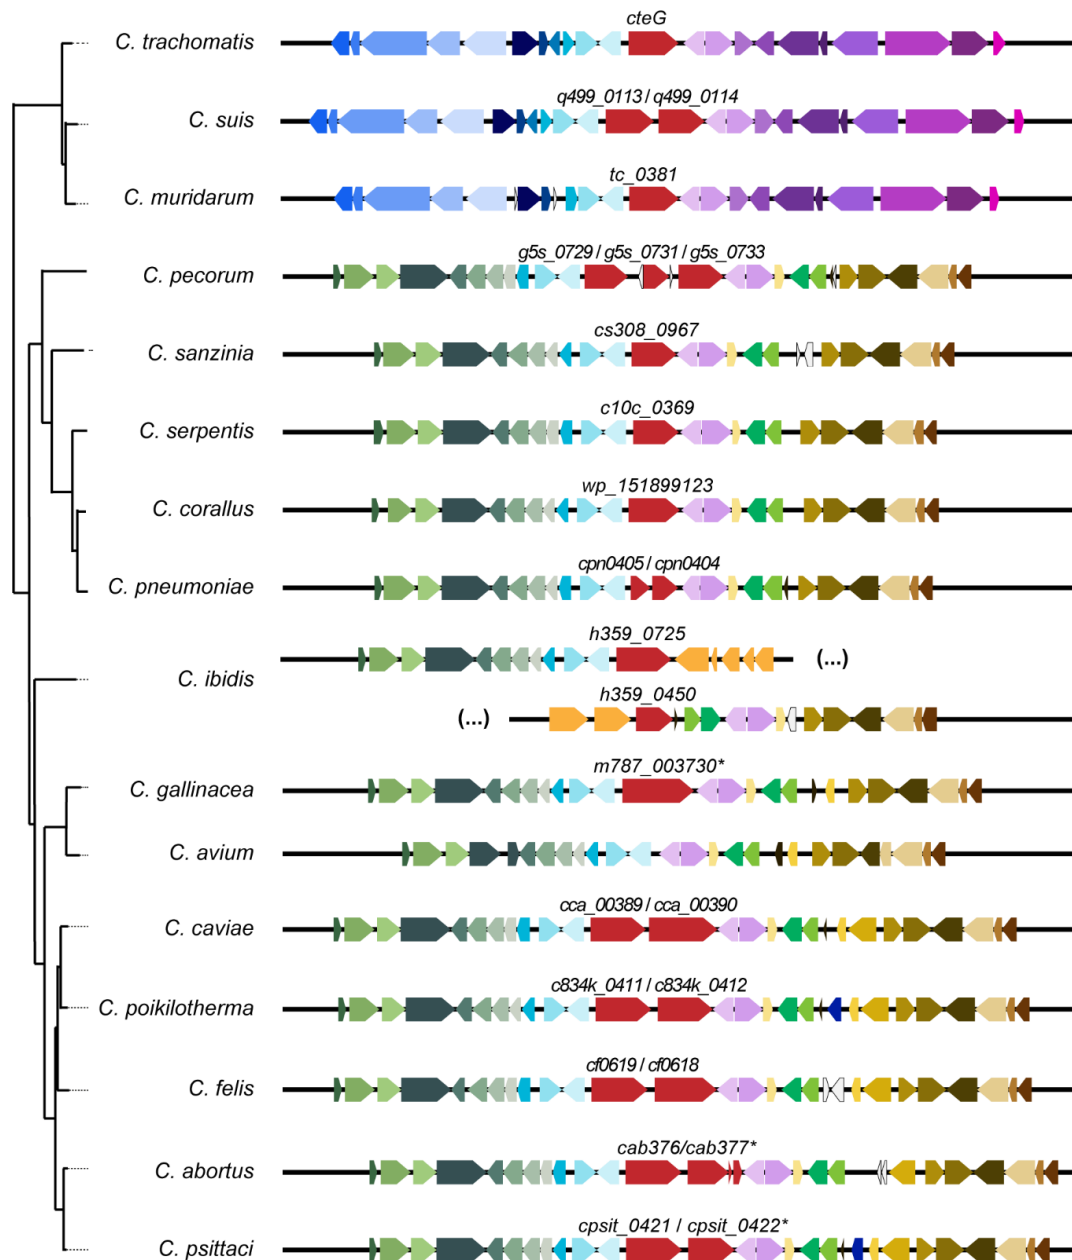 cteG
C. trachomatis
q499_0113 / q499_0114
C. suis
tc_0381
C. muridarum
g5s_0729 / g5s_0731 / g5s_0733
C. pecorum
cs308_0967
C. sanzinia
c10c_0369
C. serpentis
wp_151899123
C. corallus
cpn0405 / cpn0404
C. pneumoniae
h359_0725
(...)
C. ibidis
h359_0450
(...)
m787_003730*
C. gallinacea
C. avium
cca_00389 / cca_00390
C. caviae
c834k_0411 / c834k_0412
C. poikilotherma
cf0619 / cf0618
C. felis
cab376/cab377*
C. abortus
cpsit_0421 / cpsit_0422*
C. psittaci